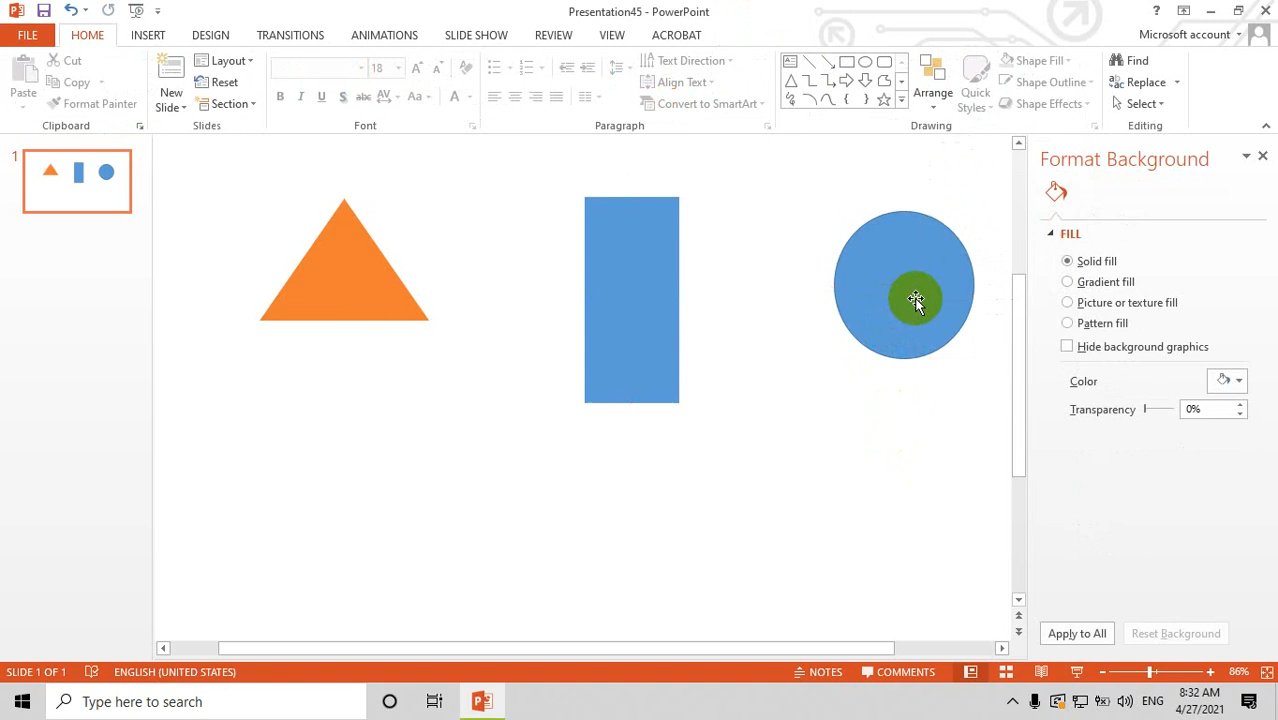 Presentation45 - PowerPoint
?
FILE HOME INSERT DESIGN TRANSITIONS ANIMATIONS SLIDE SHOW REVIEW VIEW ACROBAT Microsoft account
Paste
Cut
Copy
Format Painter
Clipboard
New
Slide
Layout
Reset
Section
Slides
18
B I U S abc AV Aa A
Font
Text Direction
Align Text
Convert to SmartArt
Paragraph
Arrange
Quick
Styles
Shape Fill
Shape Outline
Shape Effects
Drawing
Find
Replace
Select
Editing
1
Format Background
FILL
Solid fill
Gradient fill
Picture or texture fill
Pattern fill
Hide background graphics
Color
Transparency 0%
Apply to All Reset Background
SLIDE 1 OF 1 ENGLISH (UNITED STATES) NOTES COMMENTS 86%
Type here to search
ENG
8:32 AM
4/27/2021